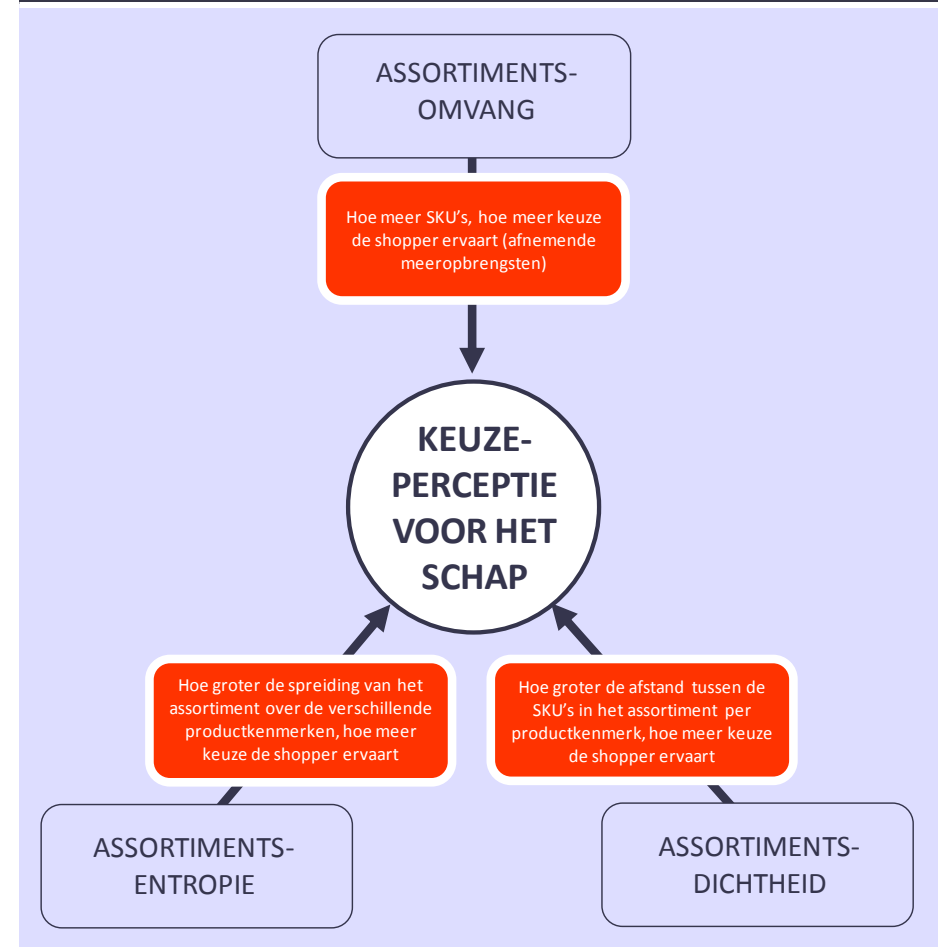 ASSORTIMENTS-
OMVANG
Hoe meer SKU's, hoe meer keuze
de shopper ervaart (afnemende
meeropbrengsten)
KEUZE-
PERCEPTIE
VOOR HET
SCHAP
Hoe groter de spreiding van het
assortiment over de verschillende
productkenmerken, hoe meer
keuze de shopper ervaart
Hoe groter de afstand tussen de
SKU's in het assortiment per
productkenmerk, hoe meer keuze
de shopper ervaart
ASSORTIMENTS-
ENTROPIE
ASSORTIMENTS-
DICHTHEID